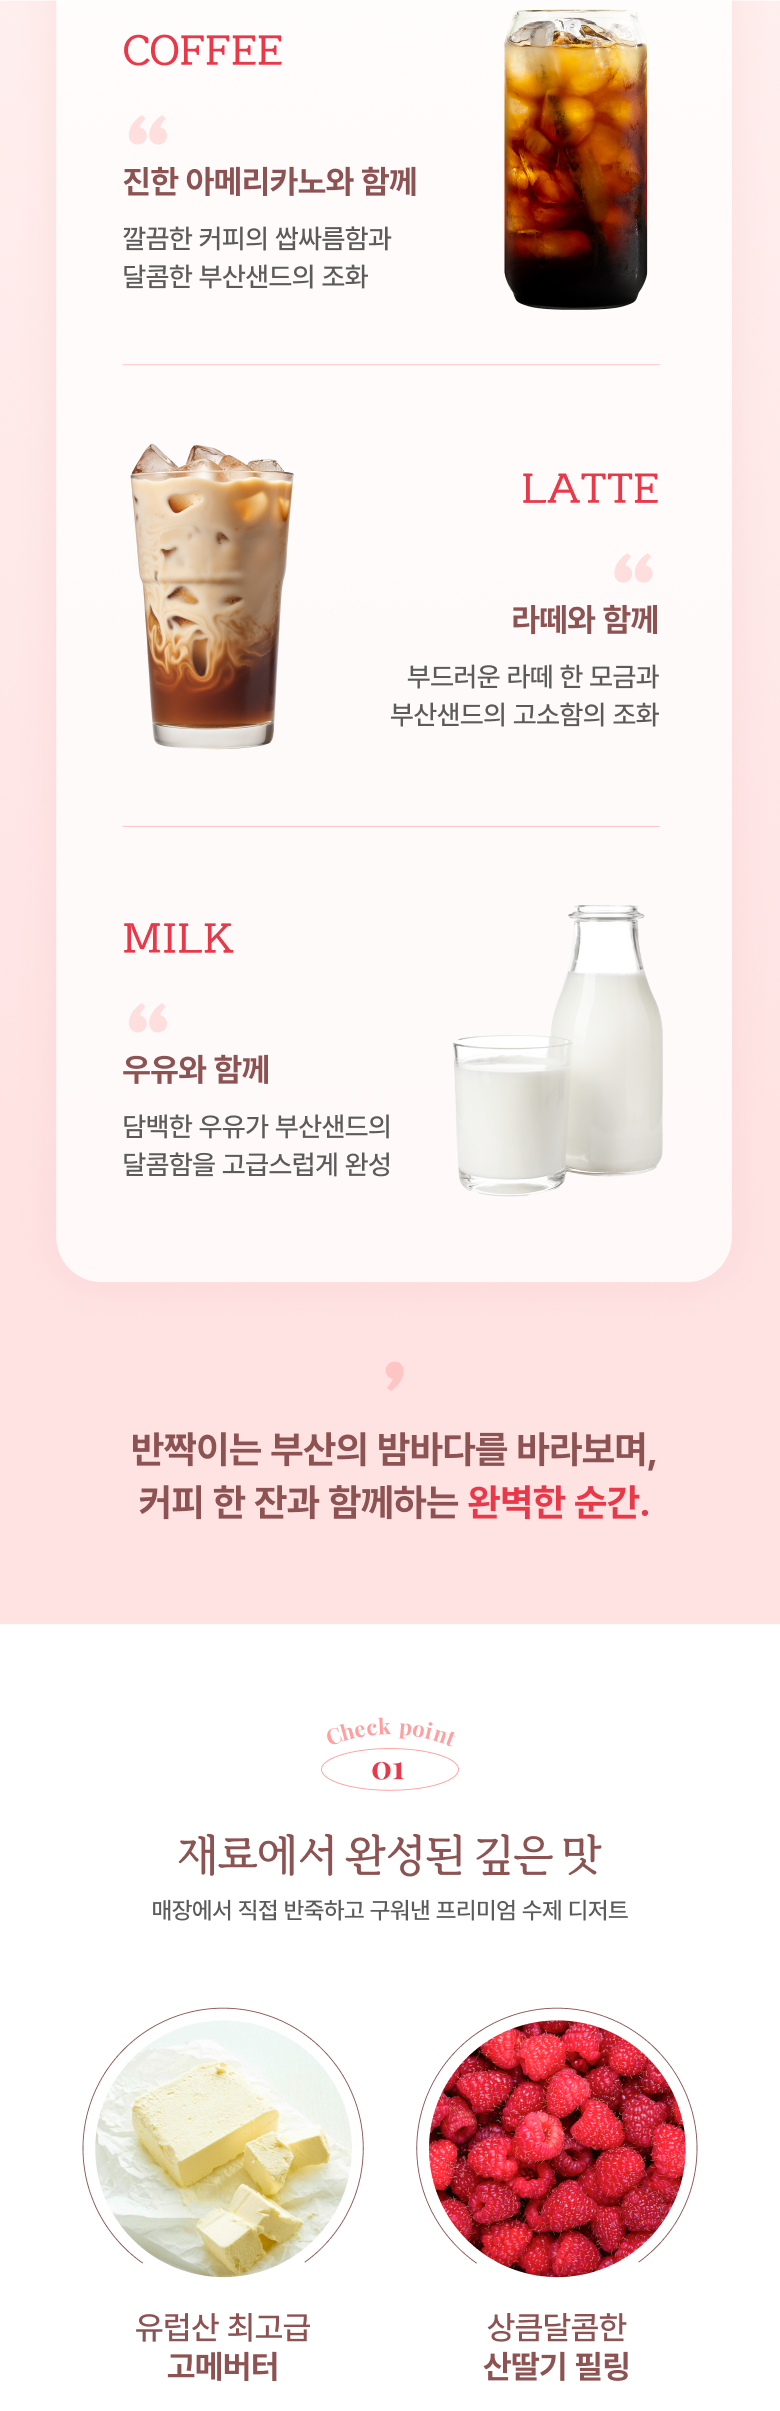 COFFEE
진한 아메리카노와 함께
깔끔한 커피의 쌉싸름함과
달콤한 부산샌드의 조화
LATTE
라떼와 함께
부드러운 라떼 한 모금과
부산샌드의 고소함의 조화
MILK
우유와 함께
담백한 우유가 부산샌드의
달콤함을 고급스럽게 완성
반짝이는 부산의 밤바다를 바라보며,
커피 한 잔과 함께하는 완벽한 순간.
Check point
01
재료에서 완성된 깊은 맛
매장에서 직접 반죽하고 구워낸 프리미엄 수제 디저트
유럽산 최고급
고메버터
상큼달콤한
산딸기 필링